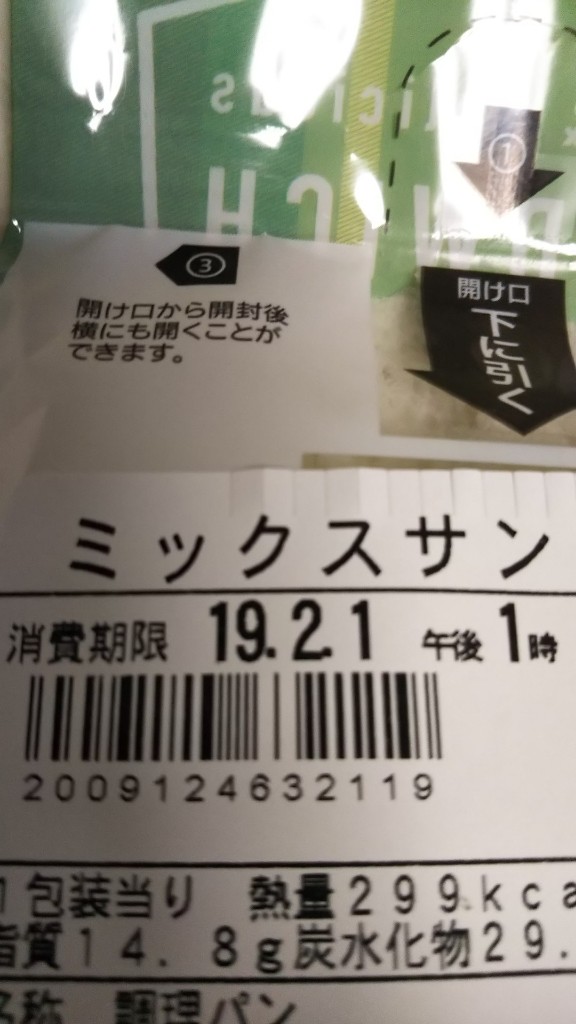 ①
③
開け口から開封後
横にも開くことが
できます。
開け口
下に引く
ミックスサン
消費期限 19.2.1 午後 1時
2009124632119
1包装当り 熱量299kca
脂質14.8g炭水化物29.
名称 調理パン